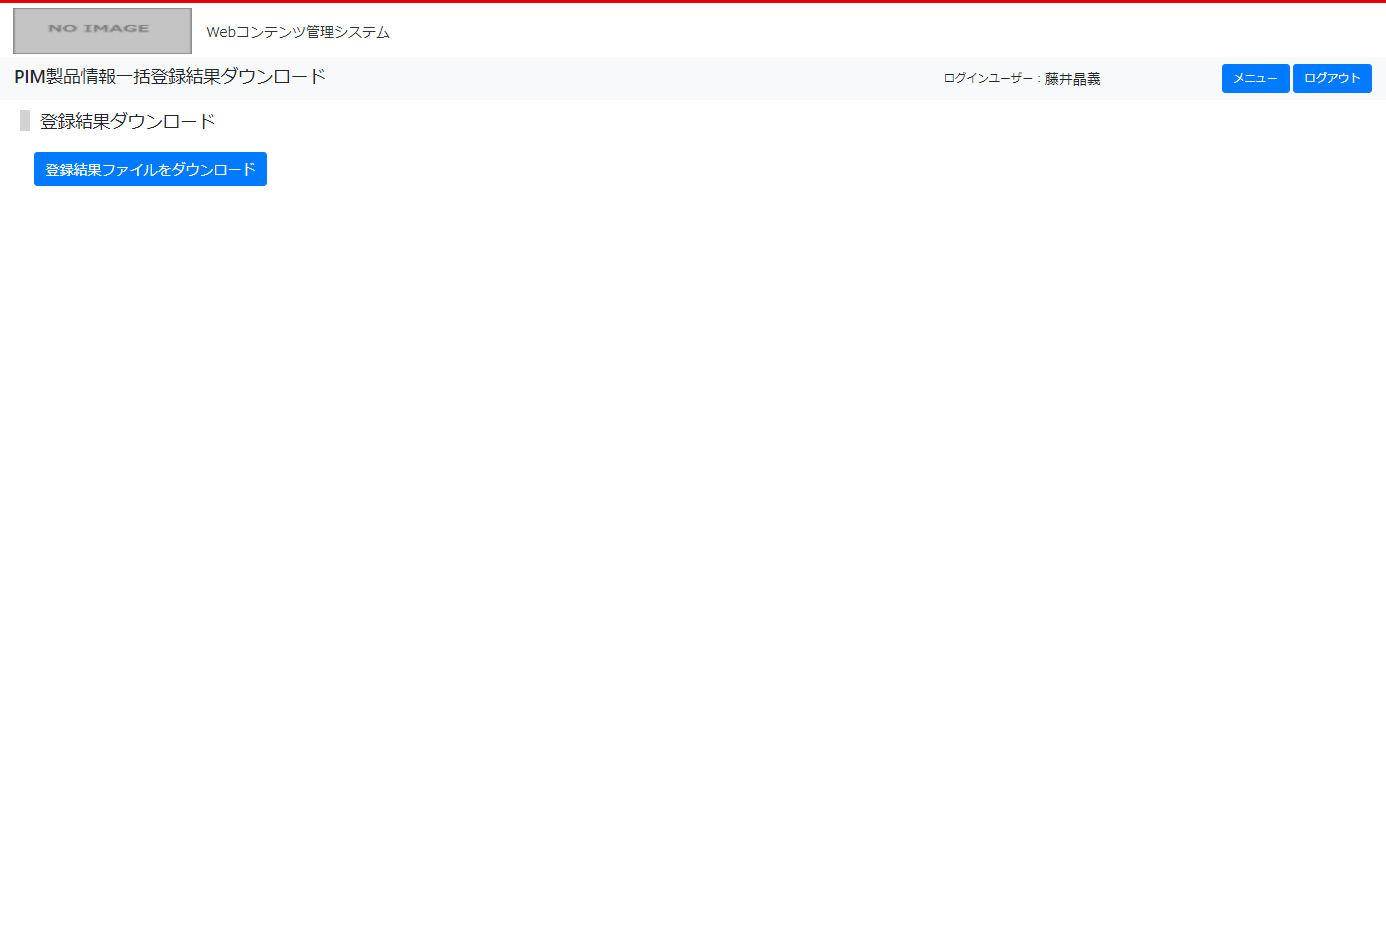 NO IMAGE
Webコンテンツ管理システム
PIM製品情報一括登録結果ダウンロード
ログインユーザー：藤井晶義
メニュー
ログアウト
登録結果ダウンロード
登録結果ファイルをダウンロード